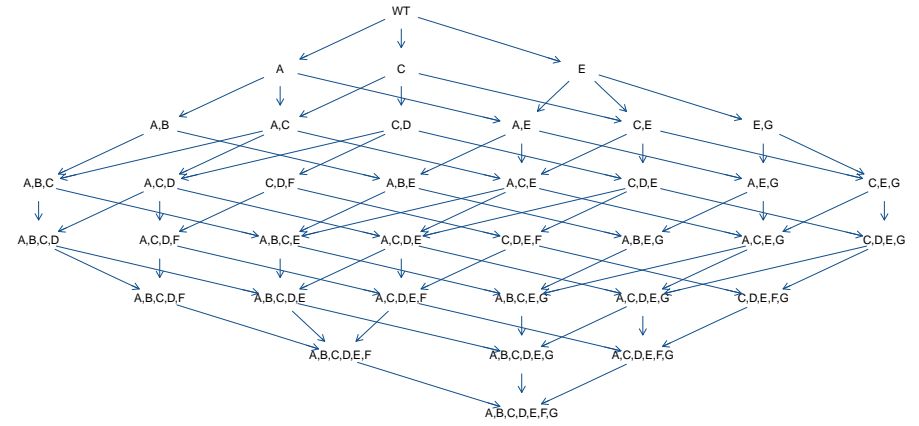 WT
A C E
A,B A,C C,D A,E C,E E,G
A,B,C A,C,D C,D,F A,B,E A,C,E C,D,E A,E,G C,E,G
A,B,C,D A,C,D,F A,B,C,E A,C,D,E C,D,E,F A,B,E,G A,C,E,G C,D,E,G
A,B,C,D,F A,B,C,D,E A,C,D,E,F A,B,C,E,G A,C,D,E,G C,D,E,F,G
A,B,C,D,E,F A,B,C,D,E,G A,C,D,E,F,G
A,B,C,D,E,F,G